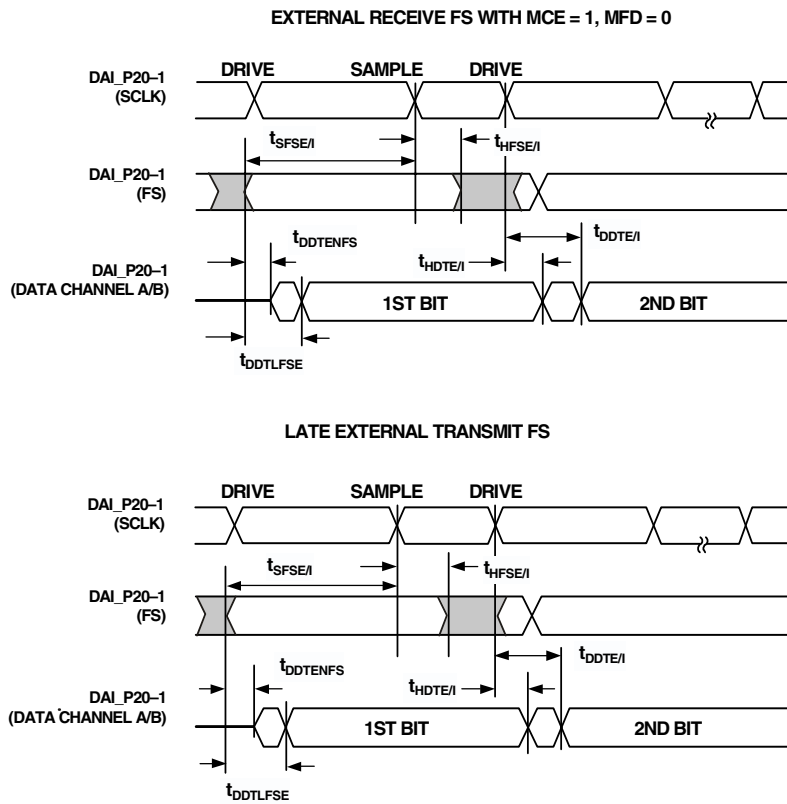 EXTERNAL RECEIVE FS WITH MCE = 1, MFD = 0
DRIVE SAMPLE DRIVE
DAI_P20–1
(SCLK)
tSFSE/I tHFSE/I
DAI_P20–1
(FS)
tDDTENFS tHDTE/I tDDTE/I
DAI_P20–1
(DATA CHANNEL A/B)
1ST BIT 2ND BIT
tDDTLFSE
LATE EXTERNAL TRANSMIT FS
DRIVE SAMPLE DRIVE
DAI_P20–1
(SCLK)
tSFSE/I tHFSE/I
DAI_P20–1
(FS)
tDDTENFS tHDTE/I tDDTE/I
DAI_P20–1
(DATA CHANNEL A/B)
1ST BIT 2ND BIT
tDDTLFSE